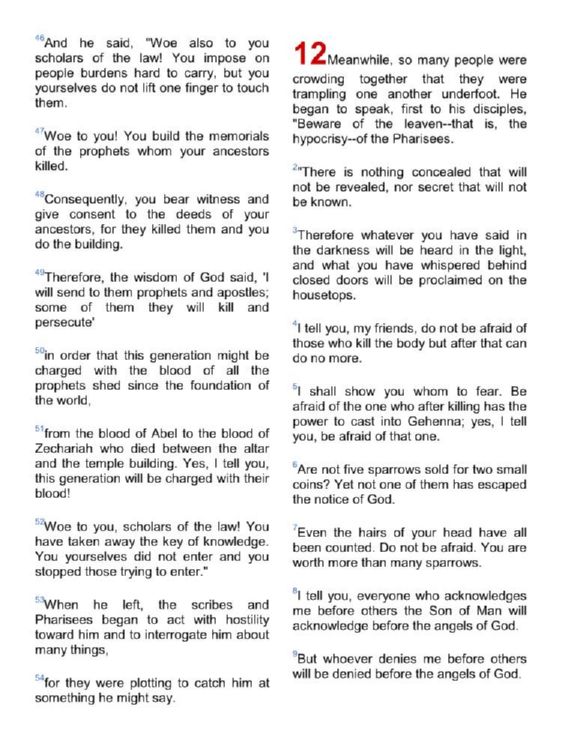 46And he said, "Woe also to you
scholars of the law! You impose on
people burdens hard to carry, but you
yourselves do not lift one finger to touch
them.
47Woe to you! You build the memorials
of the prophets whom your ancestors
killed.
48Consequently, you bear witness and
give consent to the deeds of your
ancestors, for they killed them and you
do the building.
49Therefore, the wisdom of God said, 'I
will send to them prophets and apostles;
some of them they will kill and
persecute'
50in order that this generation might be
charged with the blood of all the
prophets shed since the foundation of
the world,
51from the blood of Abel to the blood of
Zechariah who died between the altar
and the temple building. Yes, I tell you,
this generation will be charged with their
blood!
52Woe to you, scholars of the law! You
have taken away the key of knowledge.
You yourselves did not enter and you
stopped those trying to enter."
53When he left, the scribes and
Pharisees began to act with hostility
toward him and to interrogate him about
many things,
54for they were plotting to catch him at
something he might say.
12Meanwhile, so many people were
crowding together that they were
trampling one another underfoot. He
began to speak, first to his disciples,
"Beware of the leaven--that is, the
hypocrisy--of the Pharisees.
2"There is nothing concealed that will
not be revealed, nor secret that will not
be known.
3Therefore whatever you have said in
the darkness will be heard in the light,
and what you have whispered behind
closed doors will be proclaimed on the
housetops.
4I tell you, my friends, do not be afraid of
those who kill the body but after that can
do no more.
5I shall show you whom to fear. Be
afraid of the one who after killing has the
power to cast into Gehenna; yes, I tell
you, be afraid of that one.
6Are not five sparrows sold for two small
coins? Yet not one of them has escaped
the notice of God.
7Even the hairs of your head have all
been counted. Do not be afraid. You are
worth more than many sparrows.
8I tell you, everyone who acknowledges
me before others the Son of Man will
acknowledge before the angels of God.
9But whoever denies me before others
will be denied before the angels of God.